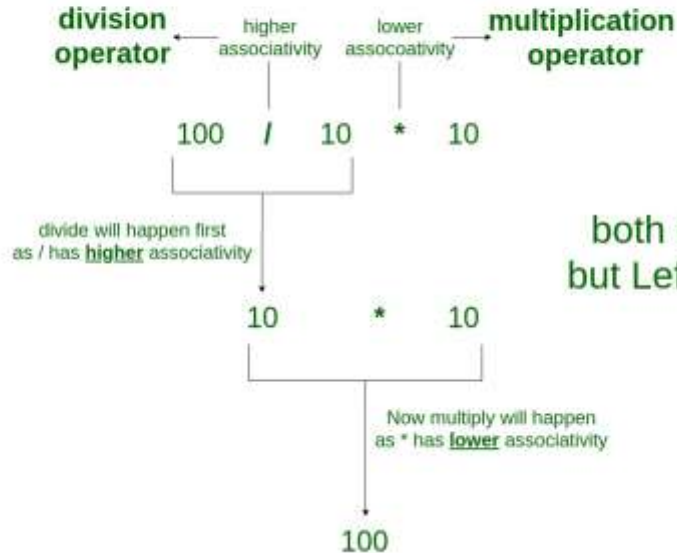 division
operator
higher
associativity
lower
assocoativity
multiplication
operator
100 / 10 * 10
divide will happen first
as / has higher associativity
both
but
10 * 10
Now multiply will happen
as * has lower associativity
100